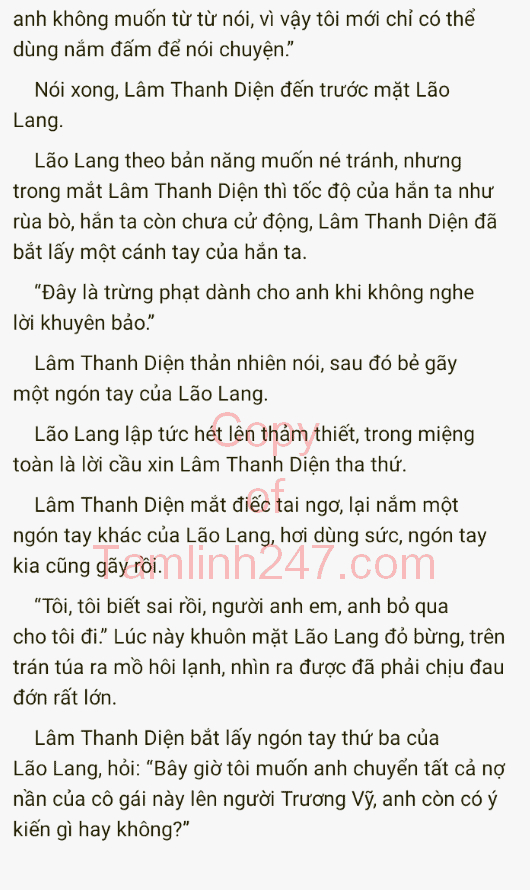 anh không muốn từ từ nói, vì vậy tôi mới chỉ có thể
dùng nắm đấm để nói chuyện.”
Nói xong, Lâm Thanh Diện đến trước mặt Lão
Lang.
Lão Lang theo bản năng muốn né tránh, nhưng
trong mắt Lâm Thanh Diện thì tốc độ của hắn ta như
rùa bò, hắn ta còn chưa cử động, Lâm Thanh Diện đã
bắt lấy một cánh tay của hắn ta.
“Đây là trừng phạt dành cho anh khi không nghe
lời khuyên bảo.”
Lâm Thanh Diện thản nhiên nói, sau đó bẻ gãy
một ngón tay của Lão Lang.
Lão Lang lập tức hét lên thảm thiết, trong miệng
toàn là lời cầu xin Lâm Thanh Diện tha thứ.
Lâm Thanh Diện mắt điếc tai ngơ, lại nắm một
ngón tay khác của Lão Lang, hơi dùng sức, ngón tay
kia cũng gãy rồi.
“Tôi, tôi biết sai rồi, người anh em, anh bỏ qua
cho tôi đi.” Lúc này khuôn mặt Lão Lang đỏ bừng, trên
trán túa ra mồ hôi lạnh, nhìn ra được đã phải chịu đau
đớn rất lớn.
Lâm Thanh Diện bắt lấy ngón tay thứ ba của
Lão Lang, hỏi: “Bây giờ tôi muốn anh chuyển tất cả nợ
nần của cô gái này lên người Trương Vỹ, anh còn có ý
kiến gì hay không?”
Copy
of
Tamlinh247.com